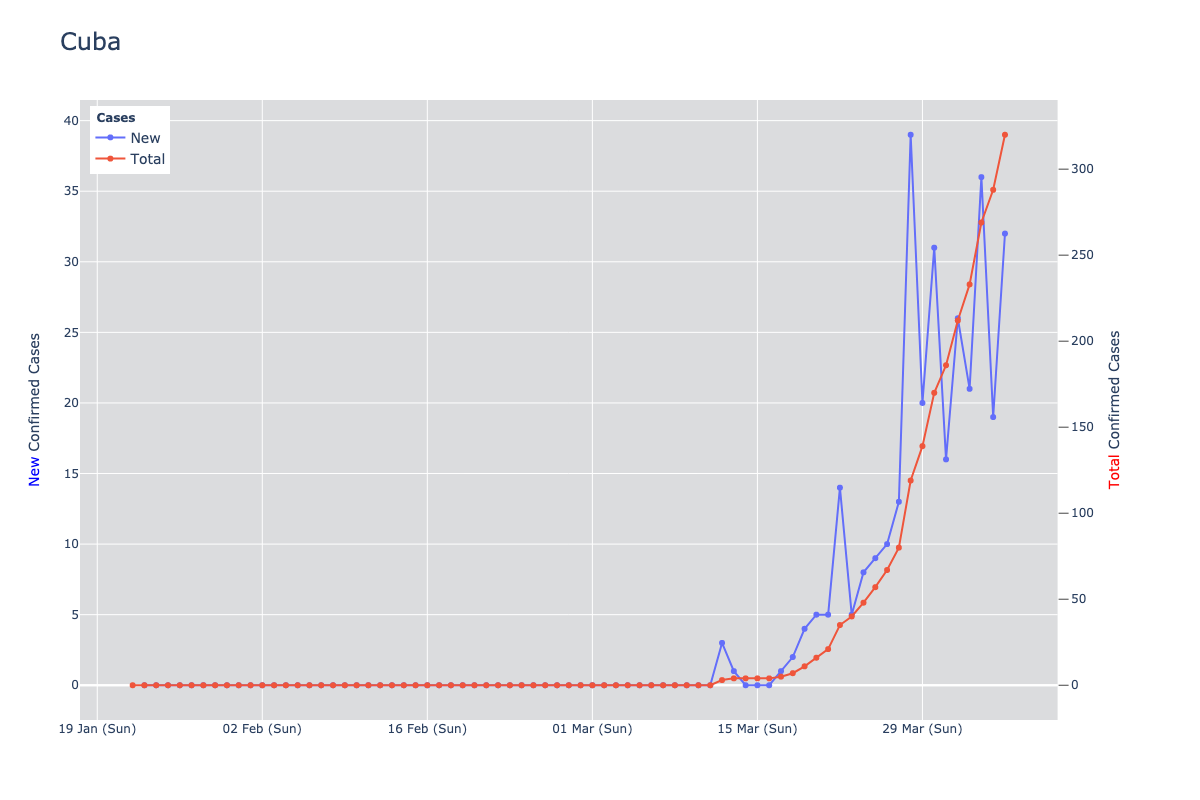 Cuba
Cases
New
Total
40
35
30
25
20
15
10
5
0
300
250
200
150
100
50
0
New Confirmed Cases
Total Confirmed Cases
19 Jan (Sun)
02 Feb (Sun)
16 Feb (Sun)
01 Mar (Sun)
15 Mar (Sun)
29 Mar (Sun)